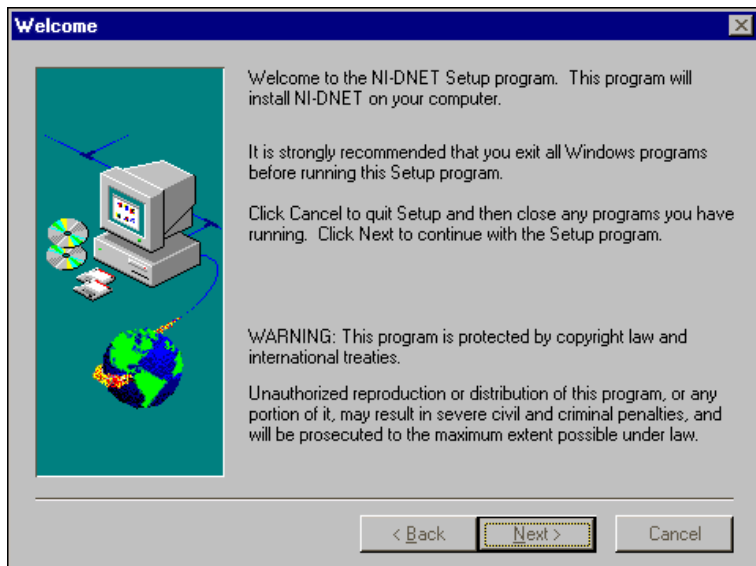 Welcome
Welcome to the NI-DNET Setup program.  This program will
install NI-DNET on your computer.
It is strongly recommended that you exit all Windows programs
before running this Setup program.
Click Cancel to quit Setup and then close any programs you have
running.  Click Next to continue with the Setup program.
WARNING: This program is protected by copyright law and
international treaties.
Unauthorized reproduction or distribution of this program, or any
portion of it, may result in severe civil and criminal penalties, and
will be prosecuted to the maximum extent possible under law.
< Back
Next >
Cancel